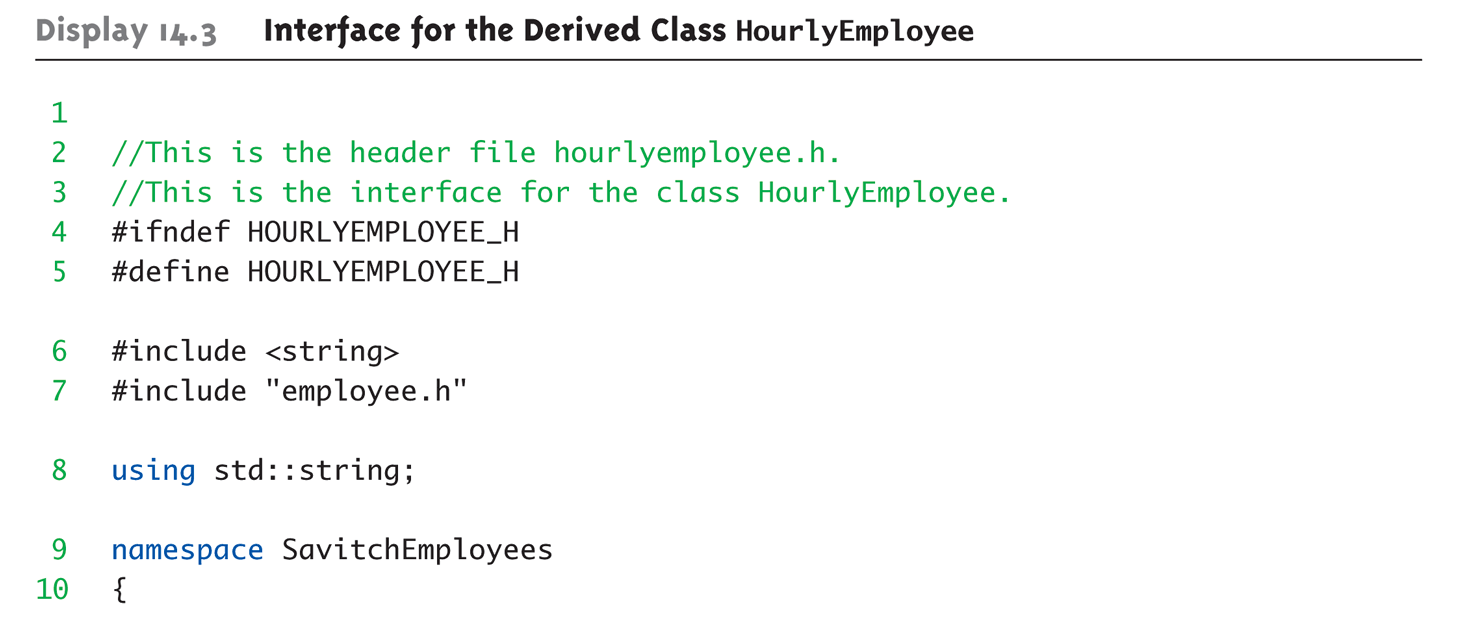 Display 14.3 Interface for the Derived Class HourlyEmployee
1
2 //This is the header file hourlyemployee.h.
3 //This is the interface for the class HourlyEmployee.
4 #ifndef HOURLYEMPLOYEE_H
5 #define HOURLYEMPLOYEE_H
6 #include <string>
7 #include "employee.h"
8 using std::string;
9 namespace SavitchEmployees
10 {